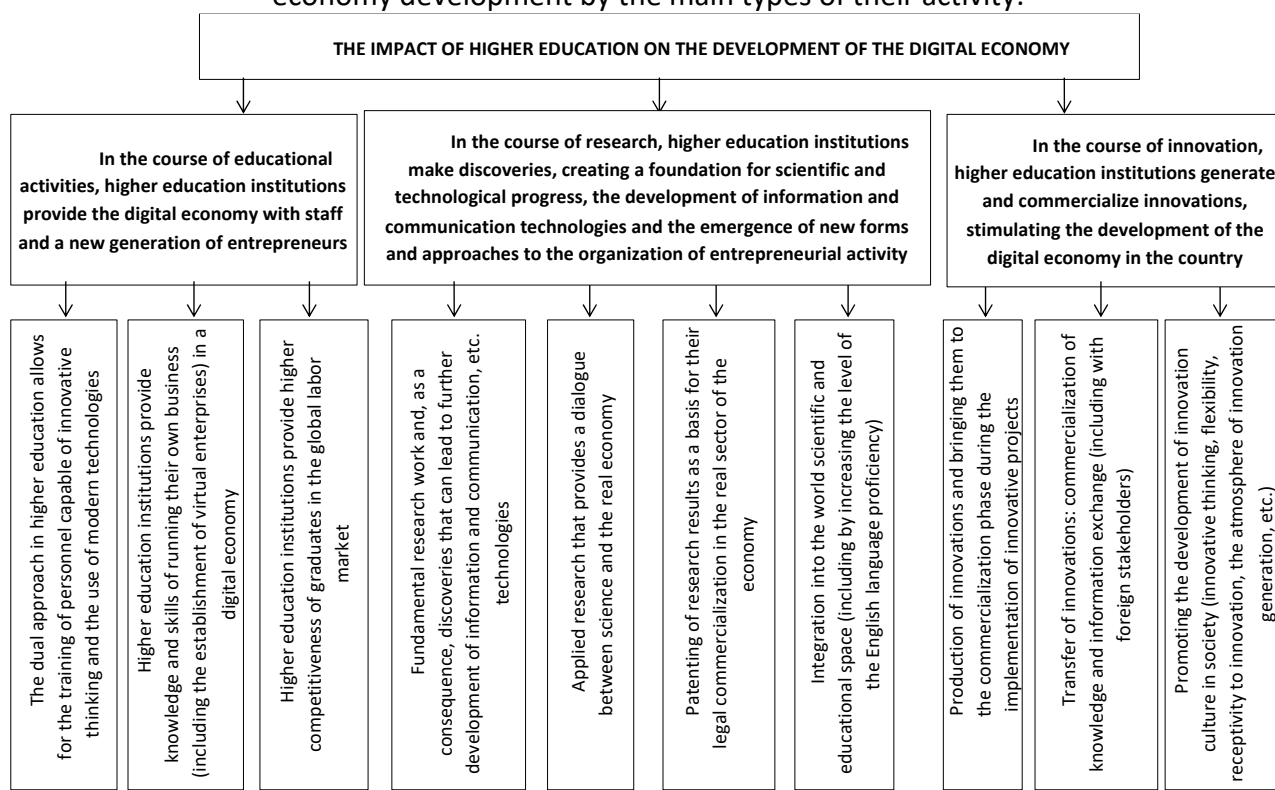 economy development by the main types of their activity.
THE IMPACT OF HIGHER EDUCATION ON THE DEVELOPMENT OF THE DIGITAL ECONOMY
In the course of educational
activities, higher education institutions
provide the digital economy with staff
and a new generation of entrepreneurs
In the course of research, higher education institutions
make discoveries, creating a foundation for scientific and
technological progress, the development of information and
communication technologies and the emergence of new forms
and approaches to the organization of entrepreneurial activity
In the course of innovation,
higher education institutions generate
and commercialize innovations,
stimulating the development of the
digital economy in the country
The dual approach in higher education allows
for the training of personnel capable of innovative
thinking and the use of modern technologies
Higher education institutions provide
knowledge and skills of running their own business
(including the establishment of virtual enterprises) in a
digital economy
Higher education institutions provide higher
competitiveness of graduates in the global labor
market
Fundamental research work and, as a
consequence, discoveries that can lead to further
development of information and communication, etc.
technologies
Applied research that provides a dialogue
between science and the real economy
Patenting of research results as a basis for their
legal commercialization in the real sector of the
economy
Integration into the world scientific and
educational space (including by increasing the level of
the English language proficiency)
Production of innovations and bringing them to
the commercialization phase during the
implementation of innovative projects
Transfer of innovations: commercialization of
knowledge and information exchange (including with
foreign stakeholders)
Promoting the development of innovation
culture in society (innovative thinking, flexibility,
receptivity to innovation, the atmosphere of innovation
generation, etc.)